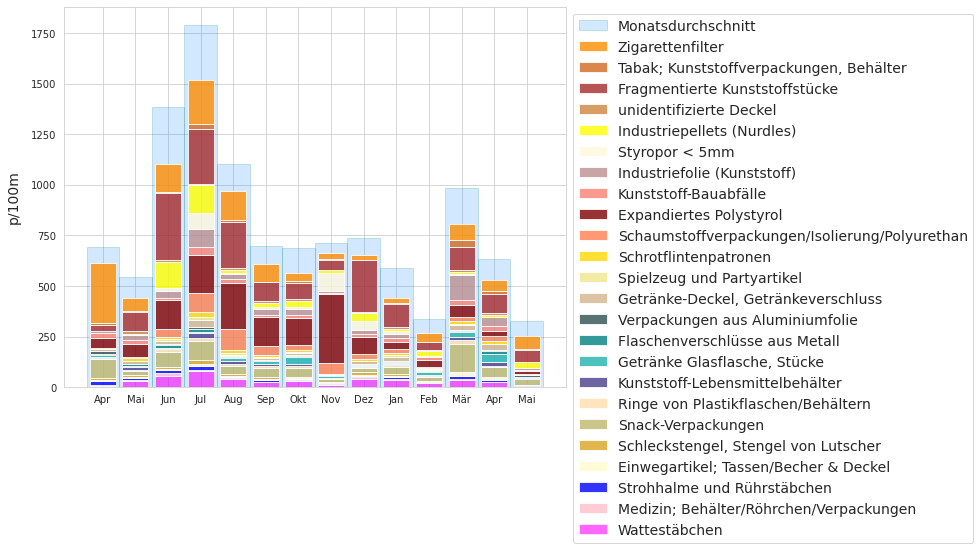 p/100m
1750
1500
1250
1000
750
500
250
0
Apr Mai Jun Jul Aug Sep Okt Nov Dez Jan Feb Mär Apr Mai
Monatsdurchschnitt
Zigarettenfilter
Tabak; Kunststoffverpackungen, Behälter
Fragmentierte Kunststoffstücke
unidentifizierte Deckel
Industriepellets (Nurdles)
Styropor < 5mm
Industriefolie (Kunststoff)
Kunststoff-Bauabfälle
Expandiertes Polystyrol
Schaumstoffverpackungen/Isolierung/Polyurethan
Schrotflintenpatronen
Spielzeug und Partyartikel
Getränke-Deckel, Getränkeverschluss
Verpackungen aus Aluminiumfolie
Flaschenverschlüsse aus Metall
Getränke Glasflasche, Stücke
Kunststoff-Lebensmittelbehälter
Ringe von Plastikflaschen/Behältern
Snack-Verpackungen
Schleckstengel, Stengel von Lutscher
Einwegartikel; Tassen/Becher & Deckel
Strohhalme und Rührstäbchen
Medizin; Behälter/Röhrchen/Verpackungen
Wattestäbchen